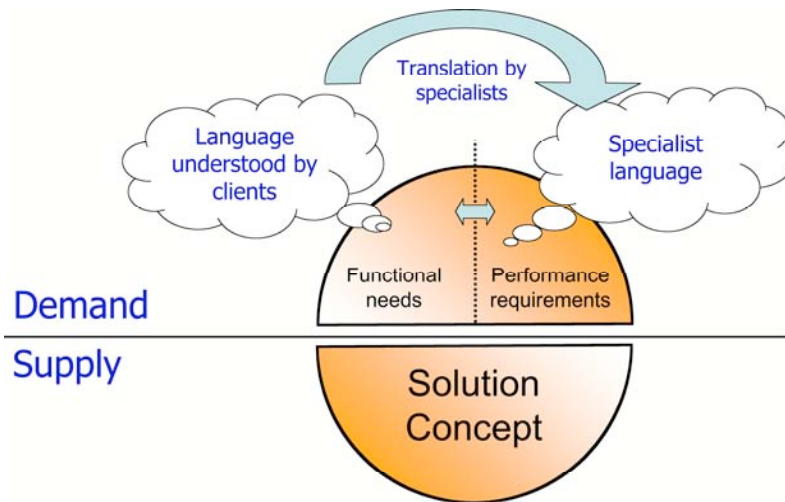 Translation by
specialists
Language
understood by
clients
Specialist
language
Functional
needs
Performance
requirements
Demand
Supply
Solution
Concept